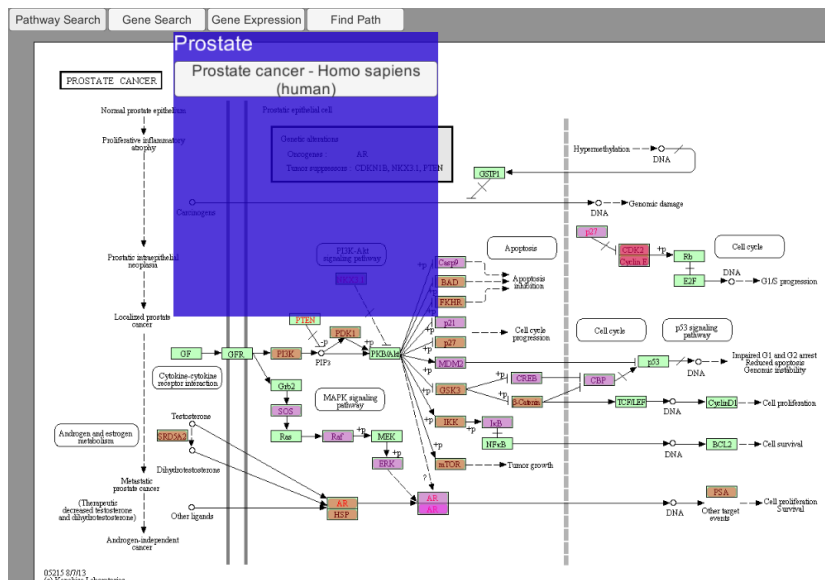 Pathway Search
Gene Search
Gene Expression
Find Path
Prostate
Prostate cancer - Homo sapiens
(human)
PROSTATE CANCER
Normal prostate epithelium
Prostatic epithelial cell
Proliferative inflammatory
atrophy
Genetic alterations
Oncogenes : AR
Tumor suppressors : CDKN1B, NKX3.1, PTEN
Hypermethylation
DNA
GSTP1
Carcinogens
DNA
Genomic damage
Prostatic intraepithelial
neoplasia
PI3K-Akt
signaling pathway
Apoptosis
p27
CDK2
Cyclin E
Rb
E2F
Cell cycle
DNA
G1/S progression
NKX3.1
+p
Casp9
BAD
FKHR
Apoptosis
inhibition
Localized prostate
cancer
PTEN
-p
PDK1
+p
p21
p27
Cell cycle
progression
Cell cycle
p53 signaling
pathway
GF
GFR
PI3K
PIP3
PKB/Akt
MDM2
p53
DNA
Impaired G1 and G2 arrest
Reduced apoptosis
Genomic instability
Cytokine-cytokine
receptor interaction
Grb2
SOS
Ras
MAPK signaling
pathway
GSK3
+p
+p
CREB
β-Catenin
CBP
TCF/LEF
DNA
CyclinD1
Cell proliferation
Testosterone
SRD5A2
Raf
+p
MEK
+p
ERK
IKK
+p
IκB
NFκB
DNA
BCL2
Cell survival
Androgen and estrogen
metabolism
Dihydrotestosterone
mTOR
Tumor growth
?
Metastatic
prostate cancer
(Therapeutic
decreased testosterone
and dihydrotestosterone)
Other ligands
AR
HSP
AR
AR
DNA
PSA
Other target
events
Cell proliferation
Survival
Androgen-independent
cancer
05215 8/7/13
(c) Kanehisa Laboratories